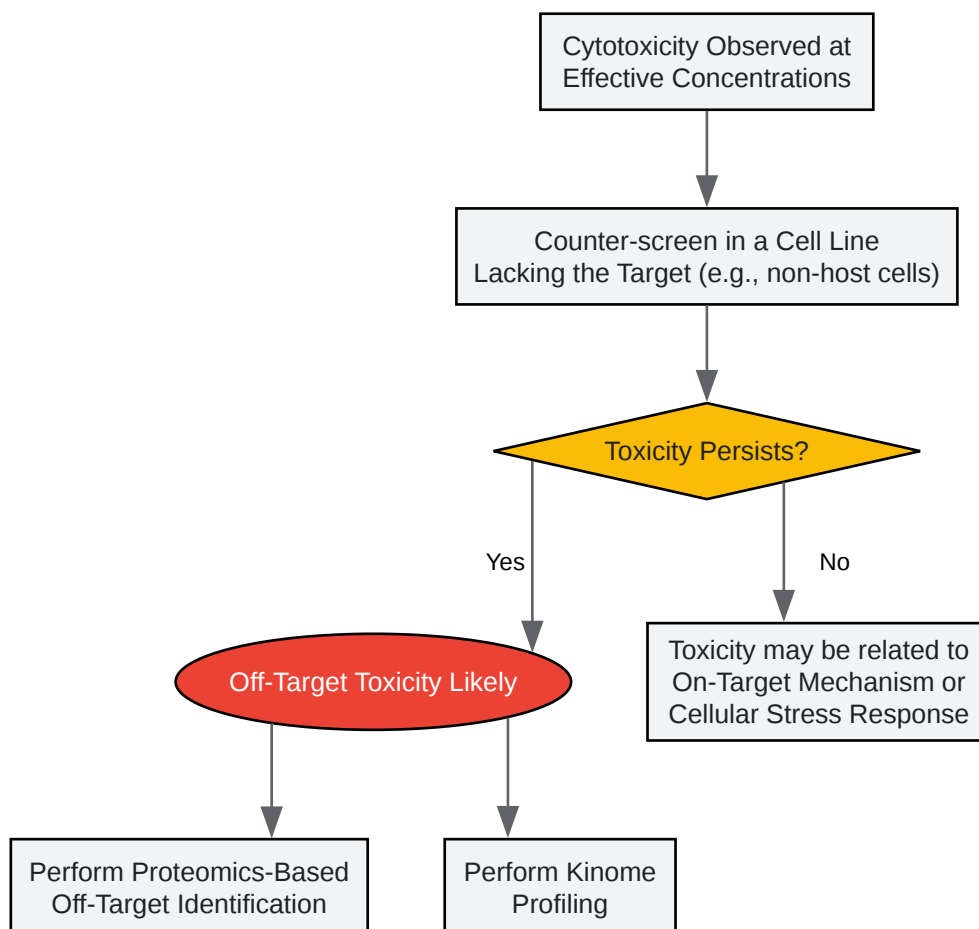 Cytotoxicity Observed at
Effective Concentrations
Counter-screen in a Cell Line
Lacking the Target (e.g., non-host cells)
Toxicity Persists?
Yes
No
Off-Target Toxicity Likely
Toxicity may be related to
On-Target Mechanism or
Cellular Stress Response
Perform Proteomics-Based
Off-Target Identification
Perform Kinome
Profiling